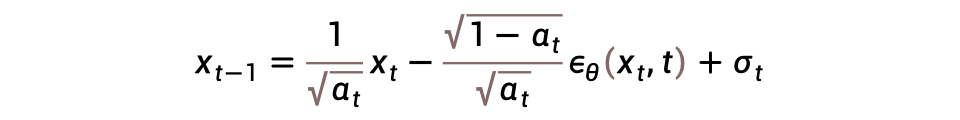 x_{t-1} = \frac{1}{\sqrt{a_t}} x_t - \frac{\sqrt{1 - a_t}}{\sqrt{a_t}} \epsilon_\theta (x_t, t) + \sigma_t